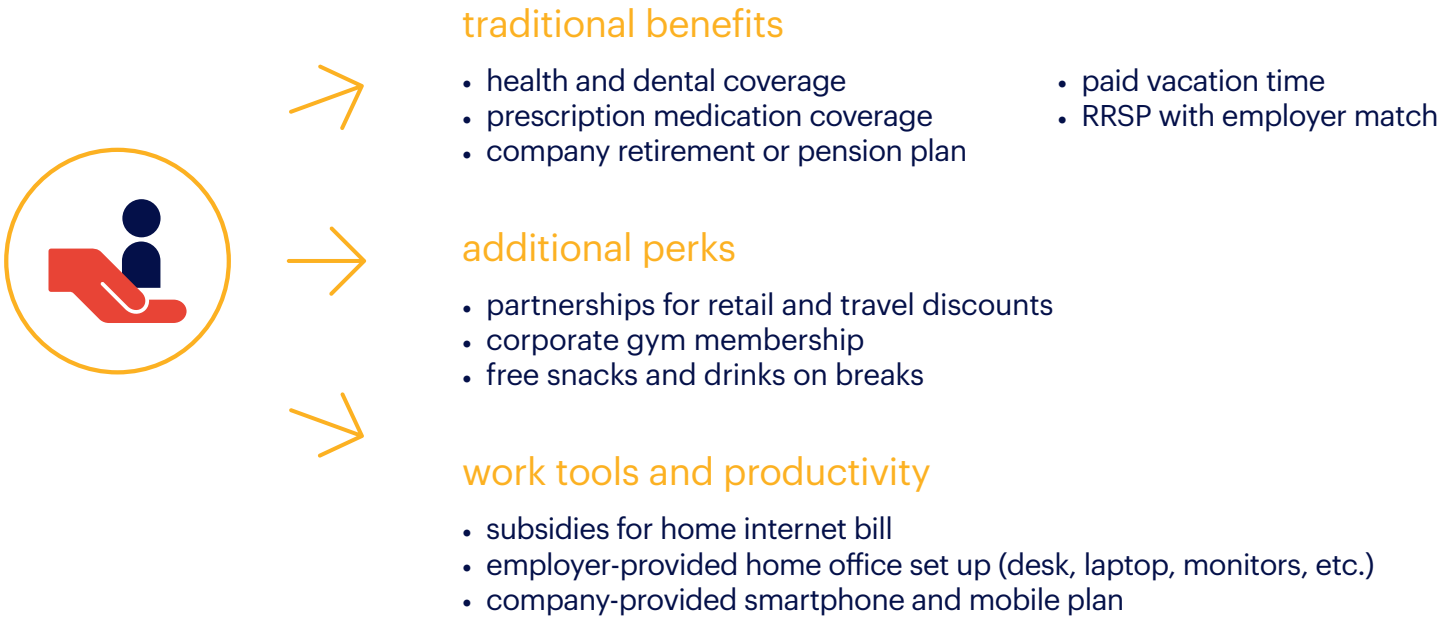 traditional benefits
• health and dental coverage
• prescription medication coverage
• company retirement or pension plan
• paid vacation time
• RRSP with employer match
additional perks
• partnerships for retail and travel discounts
• corporate gym membership
• free snacks and drinks on breaks
work tools and productivity
• subsidies for home internet bill
• employer-provided home office set up (desk, laptop, monitors, etc.)
• company-provided smartphone and mobile plan